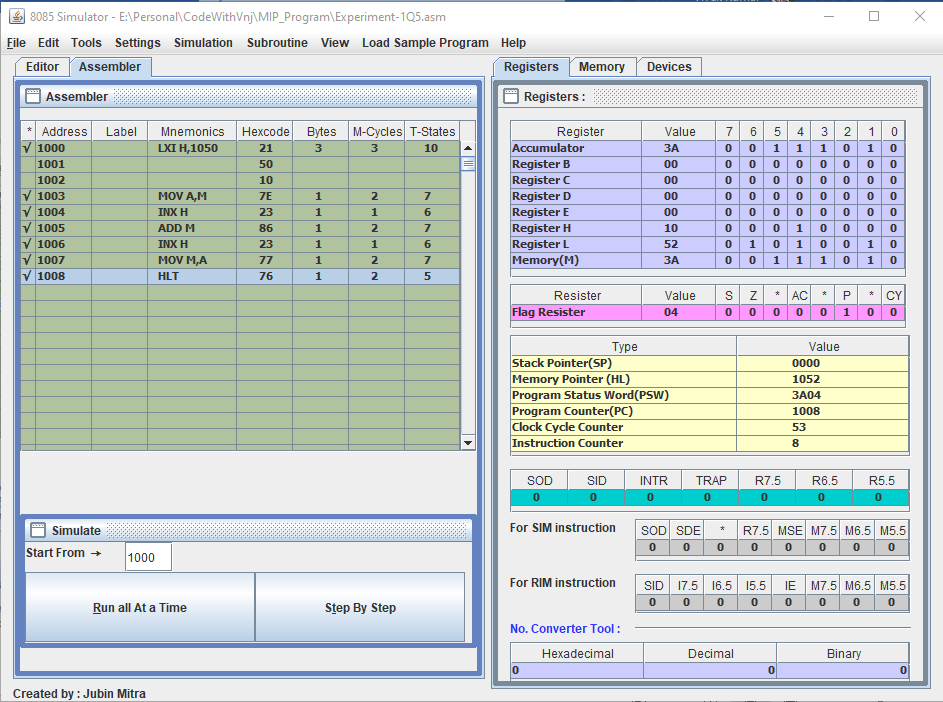 8085 Simulator - E:\Personal\CodeWithVnj\MIP_Program\Experiment-1Q5.asm
File Edit Tools Settings Simulation Subroutine View Load Sample Program Help
Editor Assembler
Assembler
* Address Label Mnemonics Hexcode Bytes M-Cycles T-States
√ 1000 LXI H,1050 21 3 3 10
1001 50
1002 10
√ 1003 MOV A,M 7E 1 2 7
√ 1004 INX H 23 1 1 6
√ 1005 ADD M 86 1 2 7
√ 1006 INX H 23 1 1 6
√ 1007 MOV M,A 77 1 2 7
√ 1008 HLT 76 1 2 5
Simulate
Start From → 1000
Run all At a Time Step By Step
Created by : Jubin Mitra
Registers Memory Devices
Registers :
Register Value 7 6 5 4 3 2 1 0
Accumulator 3A 0 0 1 1 1 0 1 0
Register B 00 0 0 0 0 0 0 0 0
Register C 00 0 0 0 0 0 0 0 0
Register D 00 0 0 0 0 0 0 0 0
Register E 00 0 0 0 0 0 0 0 0
Register H 10 0 0 0 1 0 0 0 0
Register L 52 0 1 0 1 0 0 1 0
Memory(M) 3A 0 0 1 1 1 0 1 0
Resister Value S Z * AC * P * CY
Flag Resister 04 0 0 0 0 0 1 0 0
Type Value
Stack Pointer(SP) 0000
Memory Pointer (HL) 1052
Program Status Word(PSW) 3A04
Program Counter(PC) 1008
Clock Cycle Counter 53
Instruction Counter 8
SOD SID INTR TRAP R7.5 R6.5 R5.5
0 0 0 0 0 0 0
For SIM instruction
SOD SDE * R7.5 MSE M7.5 M6.5 M5.5
0 0 0 0 0 0 0 0
For RIM instruction
SID I7.5 I6.5 I5.5 IE M7.5 M6.5 M5.5
0 0 0 0 0 0 0 0
No. Converter Tool :
Hexadecimal Decimal Binary
0 0 0